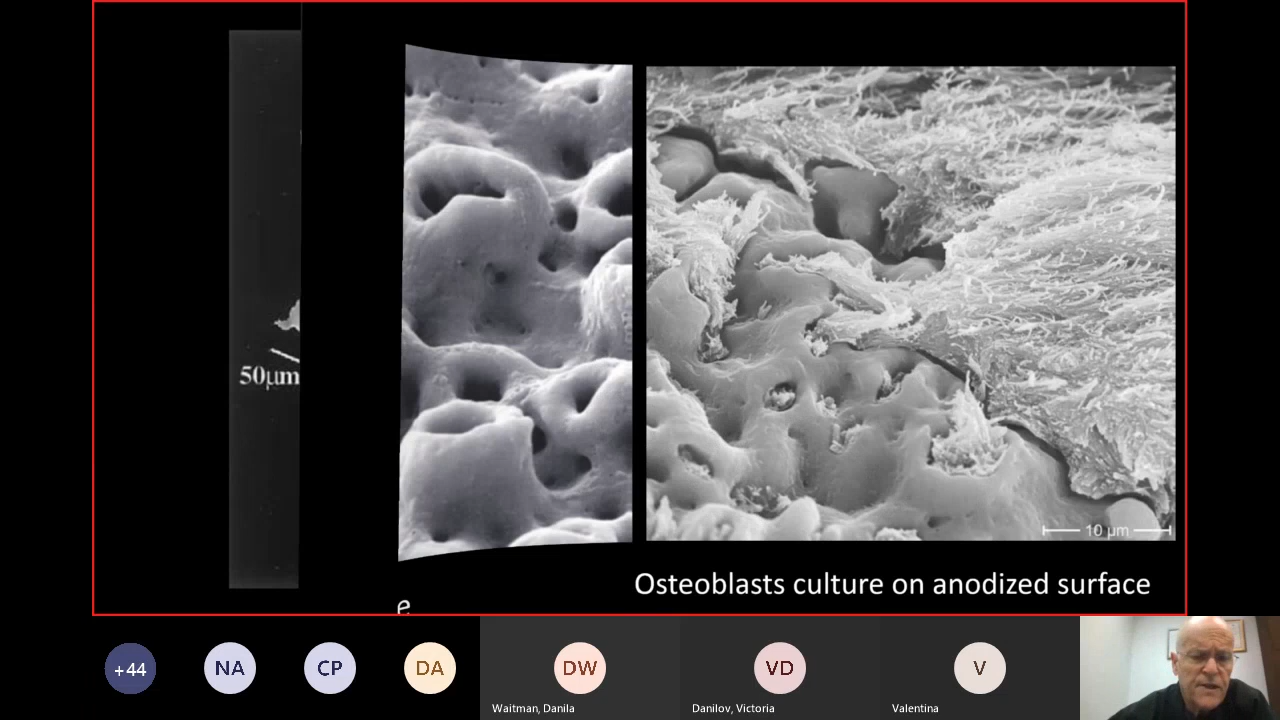 50μm
10 μm
Osteoblasts culture on anodized surface
e
+44
NA
CP
DA
DW
VD
V
Waitman, Danila
Danilov, Victoria
Valentina